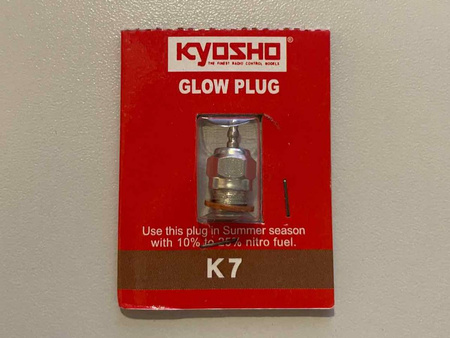 KYOSHO®
THE FINEST RADIO CONTROL MODELS
GLOW PLUG
Use this plug in Summer season
with 10% to 25% nitro fuel.
K7